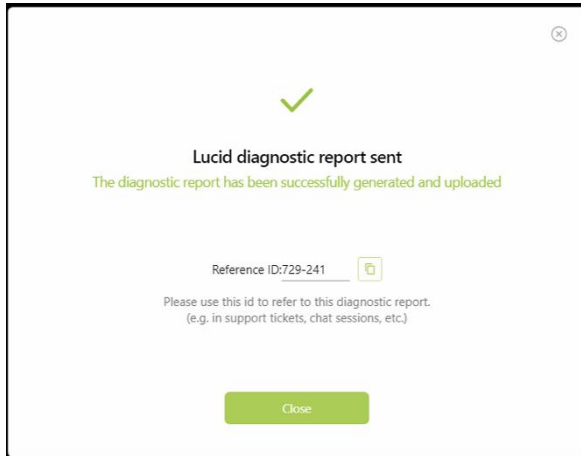 Lucid diagnostic report sent
The diagnostic report has been successfully generated and uploaded
Reference ID:729-241
Please use this id to refer to this diagnostic report.
(e.g. in support tickets, chat sessions, etc.)
Close